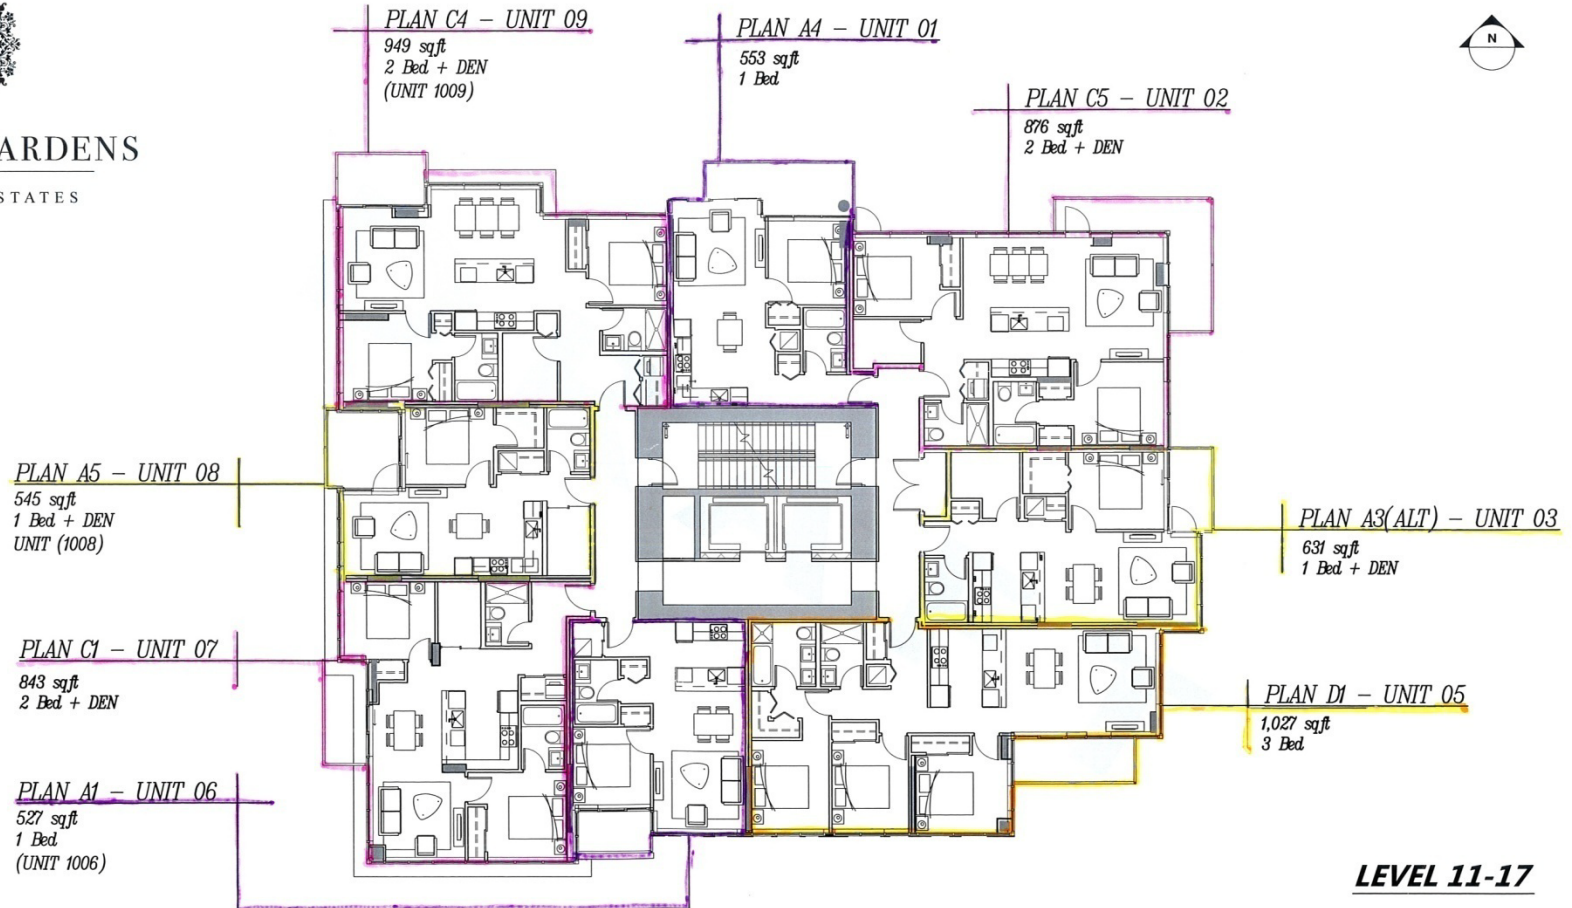 PLAN C4 - UNIT 09
949 sqft
2 Bed + DEN
(UNIT 1009)
PLAN A4 - UNIT 01
553 sqft
1 Bed
N
PLAN C5 - UNIT 02
876 sqft
2 Bed + DEN
ARDENS
STATES
PLAN A5 - UNIT 08
545 sqft
1 Bed + DEN
UNIT (1008)
PLAN A3(ALT) - UNIT 03
631 sqft
1 Bed + DEN
PLAN C1 - UNIT 07
843 sqft
2 Bed + DEN
PLAN D1 - UNIT 05
1,027 sqft
3 Bed
PLAN A1 - UNIT 06
527 sqft
1 Bed
(UNIT 1006)
LEVEL 11-17